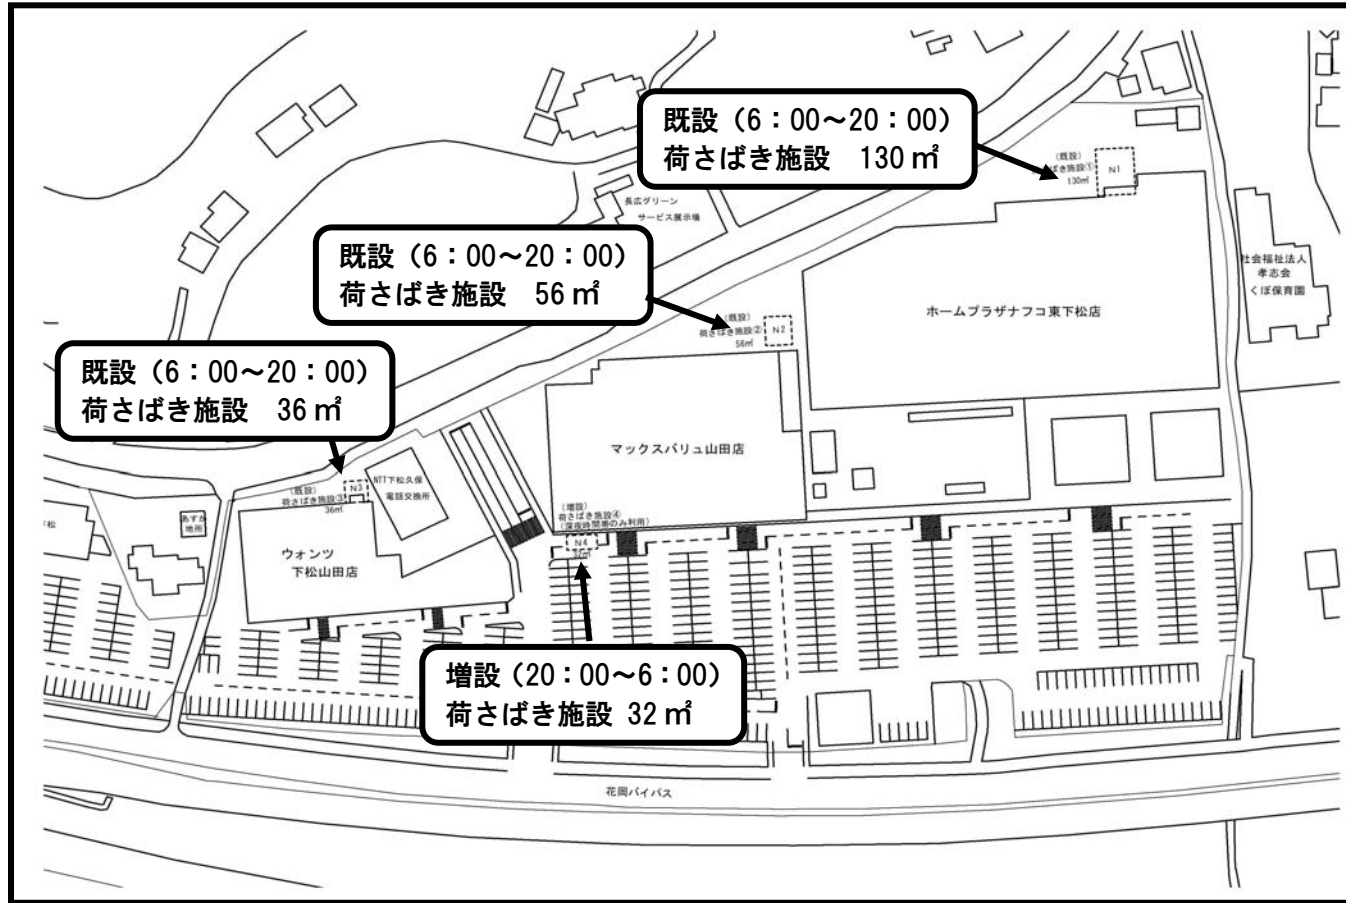 既設（6：00～20：00）
荷さばき施設　130㎡
（既設）
さばき施設①
130㎡
N1
長広グリーン
サービス展示場
既設（6：00～20：00）
荷さばき施設　56㎡
（既設）
荷さばき施設②
56㎡
N2
ホームプラザナフコ東下松店
社会福祉法人
孝志会
くぼ保育園
既設（6：00～20：00）
荷さばき施設　36㎡
（既設）
荷さばき施設③
36㎡
N3
NTT下松久保
電話交換所
マックスバリュ山田店
（増設）
荷さばき施設④
（深夜時間帯のみ利用）
N4
32㎡
あすか
地所
下松
ウォンツ
下松山田店
増設（20：00～6：00）
荷さばき施設 32㎡
花岡バイパス